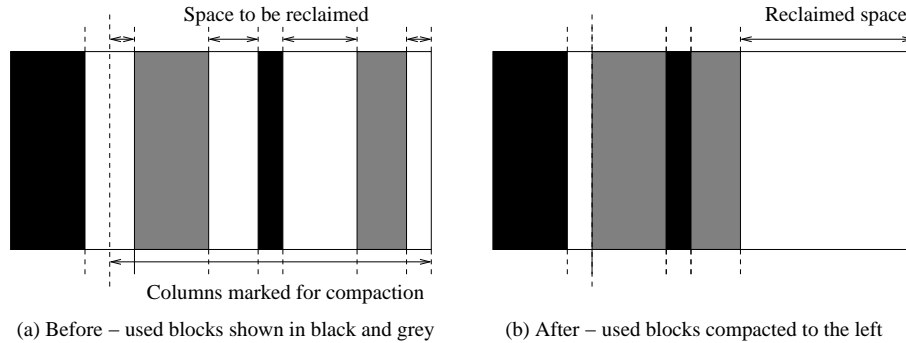 Space to be reclaimed
Reclaimed space
Columns marked for compaction
(a) Before – used blocks shown in black and grey
(b) After – used blocks compacted to the left